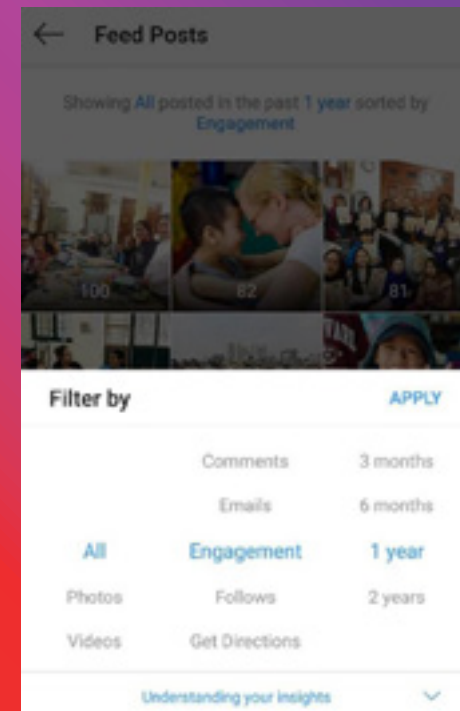 Feed Posts
Showing All posted in the past 1 year sorted by
Engagement
100 82 81
Filter by APPLY
Comments 3 months
Emails 6 months
All Engagement 1 year
Photos Follows 2 years
Videos Get Directions
Understanding your insights